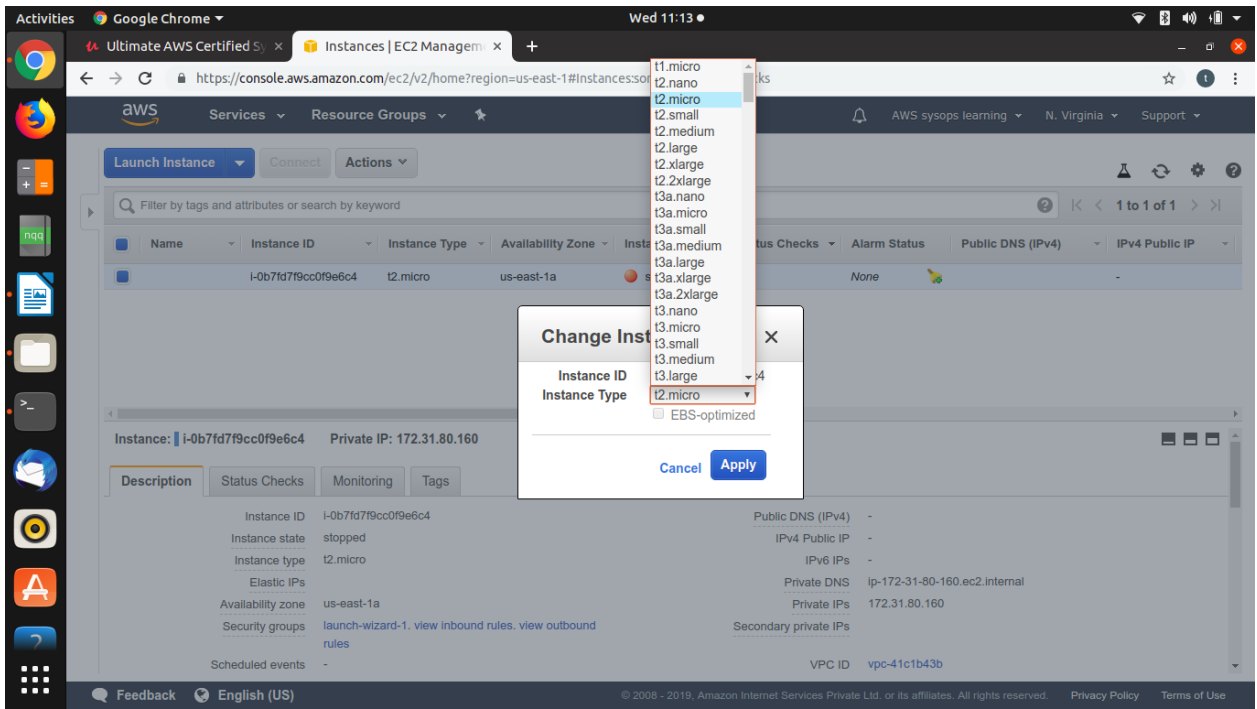 Activities Google Chrome Wed 11:13
Ultimate AWS Certified Sy × Instances | EC2 Managem × +
https://console.aws.amazon.com/ec2/v2/home?region=us-east-1#Instances:sor cks t
aws Services Resource Groups AWS sysops learning N. Virginia Support
Launch Instance Connect Actions
Filter by tags and attributes or search by keyword 1 to 1 of 1
Name Instance ID Instance Type Availability Zone Insta tus Checks Alarm Status Public DNS (IPv4) IPv4 Public IP
i-0b7fd7f9cc0f9e6c4 t2.micro us-east-1a s None -
t1.micro
t2.nano
t2.micro
t2.small
t2.medium
t2.large
t2.xlarge
t2.2xlarge
t3a.nano
t3a.micro
t3a.small
t3a.medium
t3a.large
t3a.xlarge
t3a.2xlarge
t3.nano
t3.micro
t3.small
t3.medium
t3.large
Change Inst ×
Instance ID c4
Instance Type t2.micro
EBS-optimized
Cancel Apply
Instance: i-0b7fd7f9cc0f9e6c4 Private IP: 172.31.80.160
Description Status Checks Monitoring Tags
Instance ID i-0b7fd7f9cc0f9e6c4 Public DNS (IPv4) -
Instance state stopped IPv4 Public IP -
Instance type t2.micro IPv6 IPs -
Elastic IPs Private DNS ip-172-31-80-160.ec2.internal
Availability zone us-east-1a Private IPs 172.31.80.160
Security groups launch-wizard-1. view inbound rules. view outbound Secondary private IPs
rules
Scheduled events - VPC ID vpc-41c1b43b
Feedback English (US) © 2008 - 2019, Amazon Internet Services Private Ltd. or its affiliates. All rights reserved. Privacy Policy Terms of Use
nqq